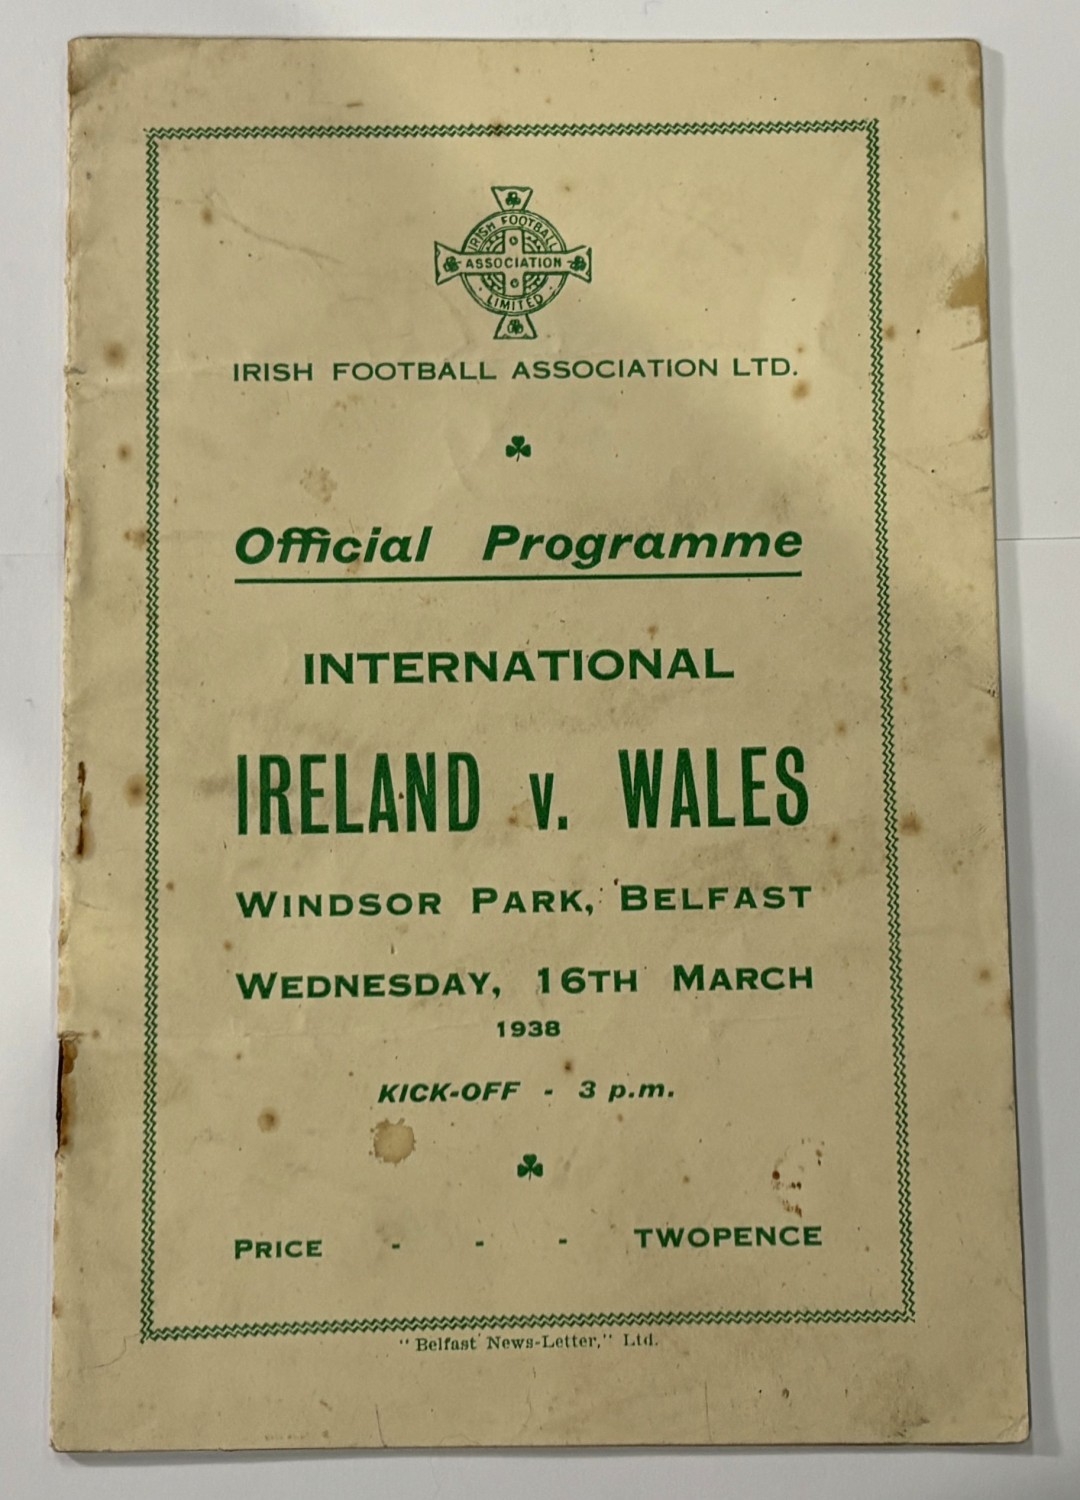 IRISH FOOTBALL
ASSOCIATION
LIMITED
IRISH FOOTBALL ASSOCIATION LTD.
Official Programme
INTERNATIONAL
IRELAND v. WALES
WINDSOR PARK, BELFAST
WEDNESDAY, 16TH MARCH
1938
KICK-OFF - 3 p.m.
PRICE - - - TWOPENCE
"Belfast News-Letter," Ltd.